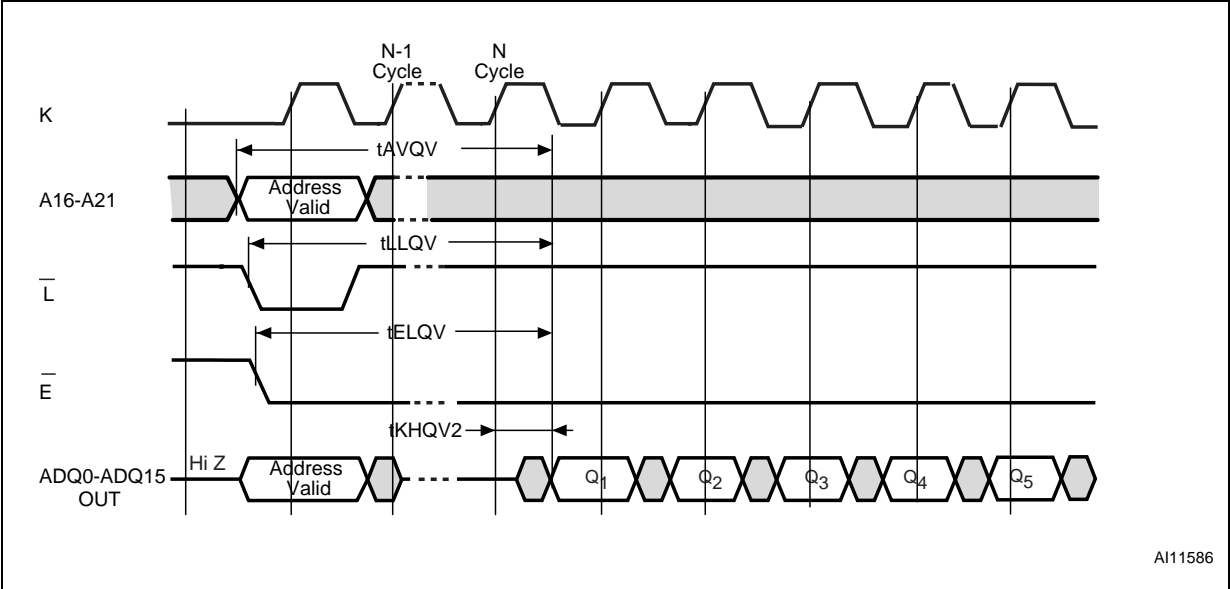 N-1
Cycle
N
Cycle
K
tAVQV
A16-A21
Address
Valid
tLLQV
L
tELQV
E
tKHQV2
ADQ0-ADQ15
OUT
Hi Z
Address
Valid
Q1
Q2
Q3
Q4
Q5
AI11586